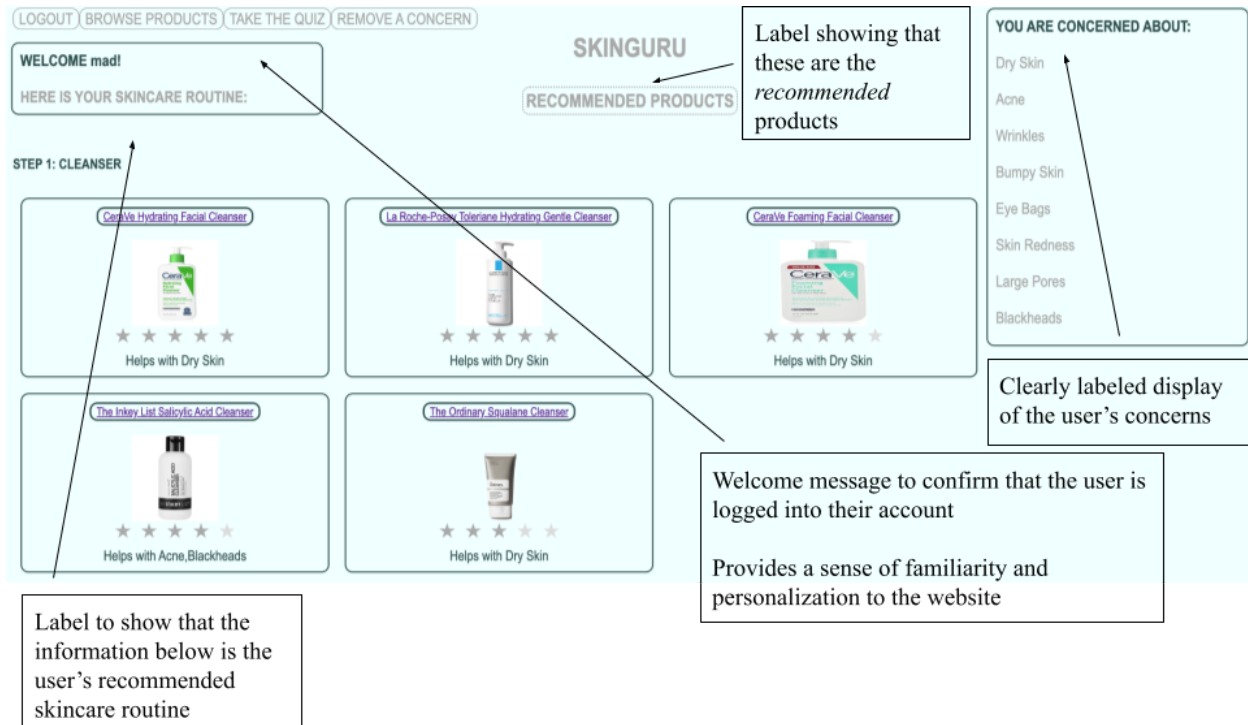 LOGOUT BROWSE PRODUCTS TAKE THE QUIZ REMOVE A CONCERN
WELCOME mad!
HERE IS YOUR SKINCARE ROUTINE:
SKINGURU
RECOMMENDED PRODUCTS
Label showing that
these are the
recommended
products
YOU ARE CONCERNED ABOUT:
Dry Skin
Acne
Wrinkles
Bumpy Skin
Eye Bags
Skin Redness
Large Pores
Blackheads
Clearly labeled display
of the user's concerns
STEP 1: CLEANSER
CeraVe Hydrating Facial Cleanser
CeraVe
Helps with Dry Skin
La Roche-Posay Toleriane Hydrating Gentle Cleanser
Helps with Dry Skin
CeraVe Foaming Facial Cleanser
CeraVe
Helps with Dry Skin
The Inkey List Salicylic Acid Cleanser
Helps with Acne,Blackheads
The Ordinary Squalane Cleanser
Helps with Dry Skin
Welcome message to confirm that the user is
logged into their account
Provides a sense of familiarity and
personalization to the website
Label to show that the
information below is the
user's recommended
skincare routine